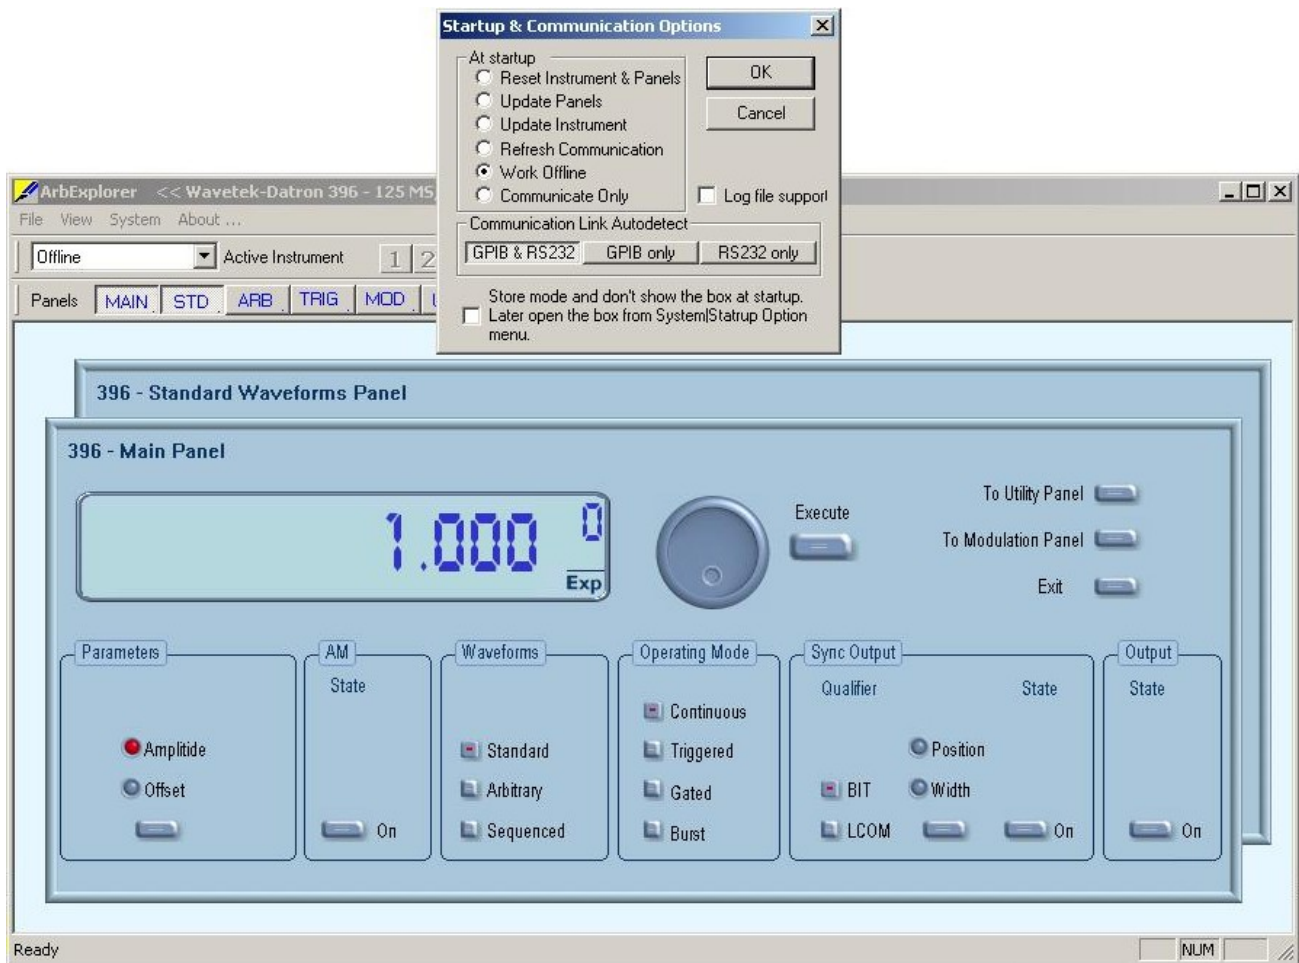 Startup & Communication Options
At startup
Reset Instrument & Panels
Update Panels
Update Instrument
Refresh Communication
Work Offline
Communicate Only
OK
Cancel
Log file support
Communication Link Autodetect
GPIB & RS232
GPIB only
RS232 only
Store mode and don't show the box at startup.
Later open the box from System|Statrup Option
menu.
ArbExplorer << Wavetek-Datron 396 - 125 MS
File View System About ...
Offline
Active Instrument
1 2
Panels MAIN STD ARB TRIG MOD
396 - Standard Waveforms Panel
396 - Main Panel
1.000 0
Exp
Execute
To Utility Panel
To Modulation Panel
Exit
Parameters
Amplitide
Offset
AM
State
On
Waveforms
Standard
Arbitrary
Sequenced
Operating Mode
Continuous
Triggered
Gated
Burst
Sync Output
Qualifier
State
Position
BIT
Width
LCOM
On
Output
State
On
Ready
NUM